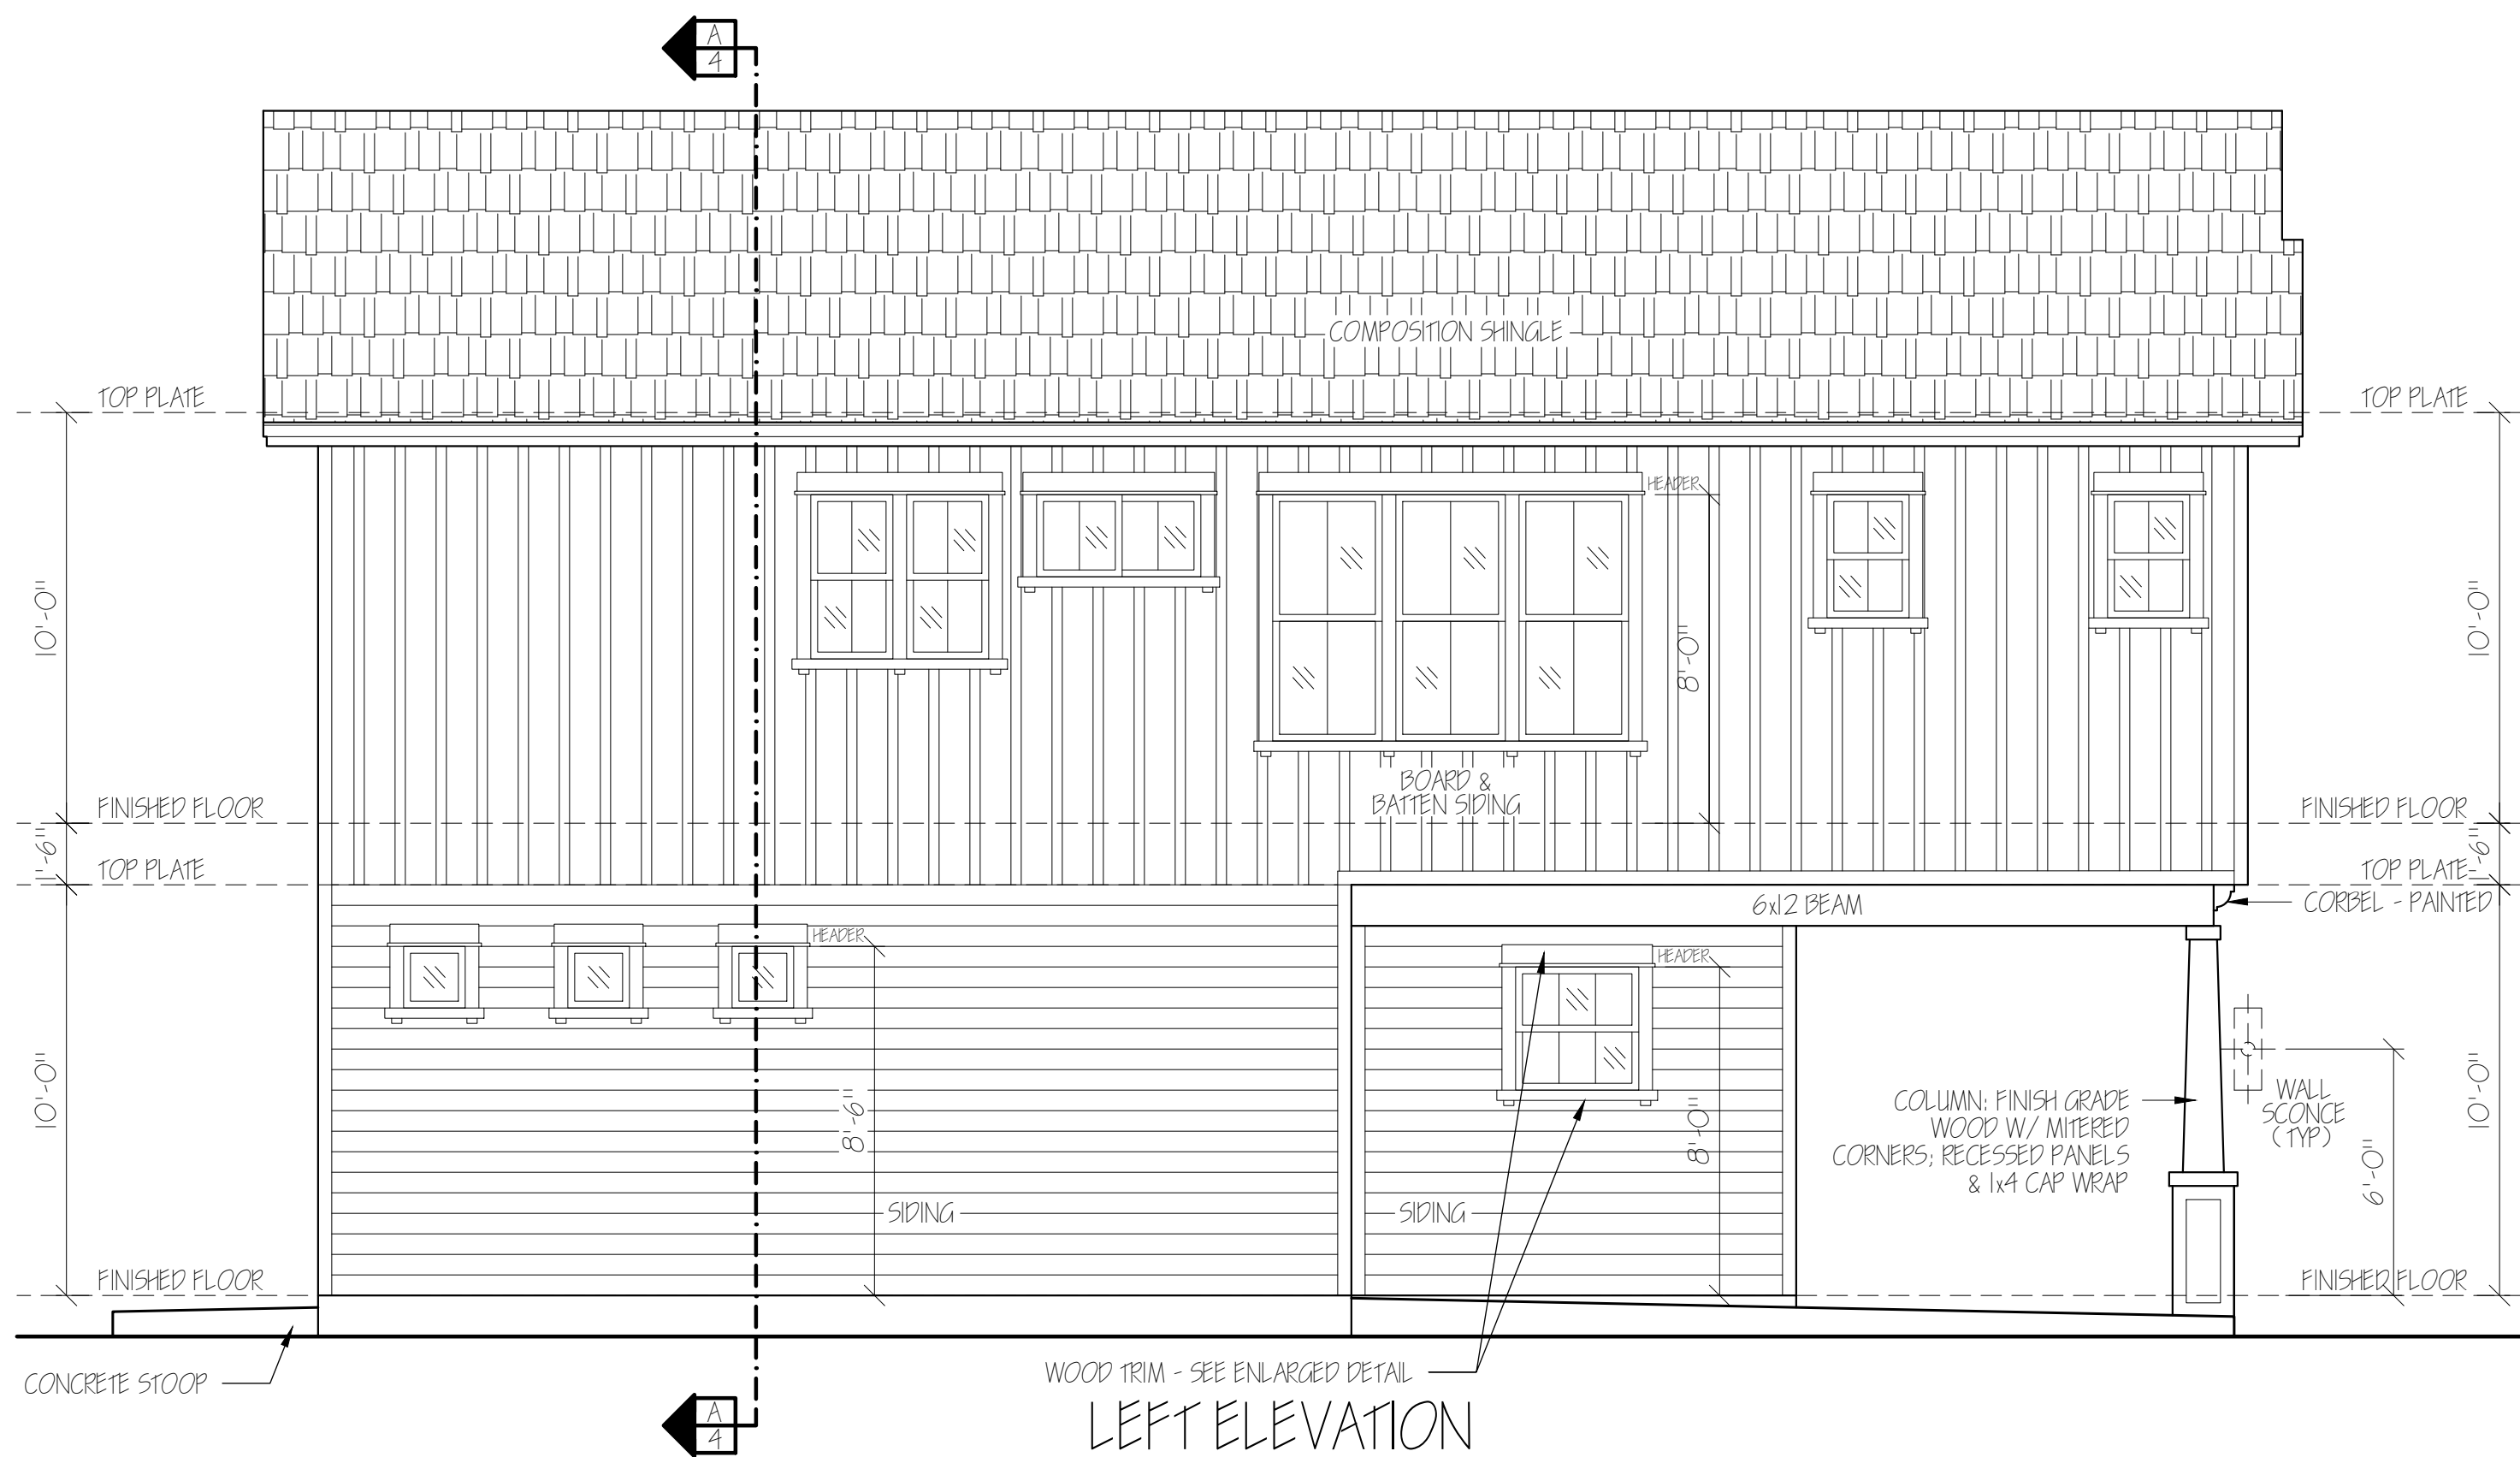 A
4
COMPOSITION SHINGLE
TOP PLATE
TOP PLATE
HEADER
10'-0"
8'-0"
10'-0"
BOARD &
BATTEN SIDING
FINISHED FLOOR
FINISHED FLOOR
1'-6"
1'-6"
TOP PLATE
TOP PLATE
6x12 BEAM
CORBEL - PAINTED
HEADER
HEADER
10'-0"
8'-6"
8'-0"
COLUMN: FINISH GRADE
WOOD W/ MITERED
CORNERS; RECESSED PANELS
& 1x4 CAP WRAP
WALL
SCONCE
(TYP)
6'-0"
10'-0"
SIDING
SIDING
FINISHED FLOOR
FINISHED FLOOR
CONCRETE STOOP
WOOD TRIM - SEE ENLARGED DETAIL
A
4
LEFT ELEVATION